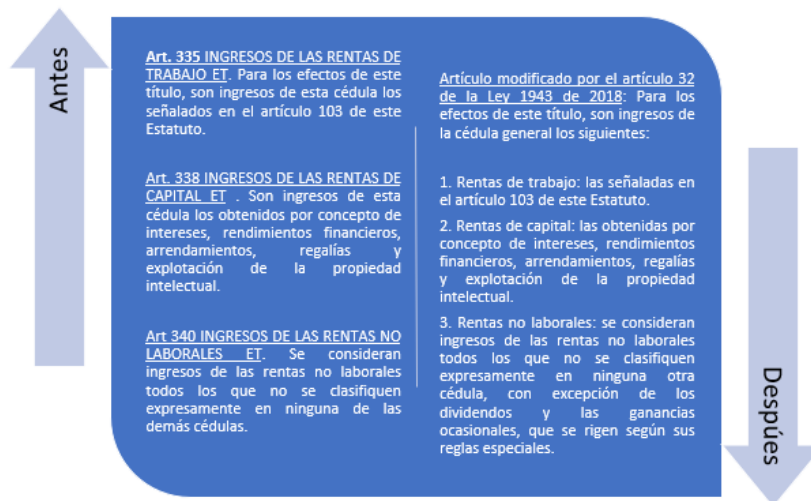 Antes
Art. 335 INGRESOS DE LAS RENTAS DE
TRABAJO ET. Para los efectos de este
título, son ingresos de esta cédula los
señalados en el artículo 103 de este
Estatuto.
Art. 338 INGRESOS DE LAS RENTAS DE
CAPITAL ET . Son ingresos de esta
cédula los obtenidos por concepto de
intereses, rendimientos financieros,
arrendamientos, regalías y
explotación de la propiedad
intelectual.
Art 340 INGRESOS DE LAS RENTAS NO
LABORALES ET. Se consideran
ingresos de las rentas no laborales
todos los que no se clasifiquen
expresamente en ninguna de las
demás cédulas.
Artículo modificado por el artículo 32
de la Ley 1943 de 2018: Para los
efectos de este título, son ingresos de
la cédula general los siguientes:
1. Rentas de trabajo: las señaladas en
el artículo 103 de este Estatuto.
2. Rentas de capital: las obtenidas por
concepto de intereses, rendimientos
financieros, arrendamientos, regalías
y explotación de la propiedad
intelectual.
3. Rentas no laborales: se consideran
ingresos de las rentas no laborales
todos los que no se clasifiquen
expresamente en ninguna otra
cédula, con excepción de los
dividendos y las ganancias
ocasionales, que se rigen según sus
reglas especiales.
Despúes